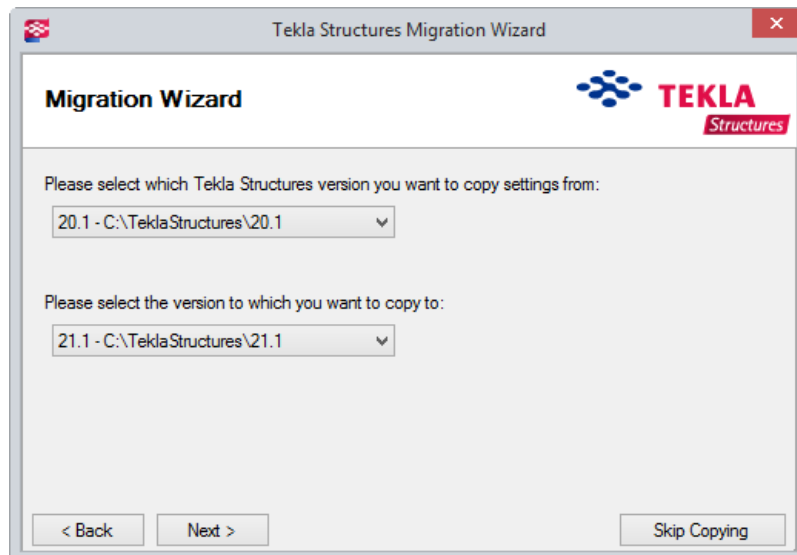 Tekla Structures Migration Wizard
Migration Wizard
TEKLA
Structures
Please select which Tekla Structures version you want to copy settings from:
20.1 - C:\TeklaStructures\20.1
Please select the version to which you want to copy to:
21.1 - C:\TeklaStructures\21.1
< Back Next > Skip Copying